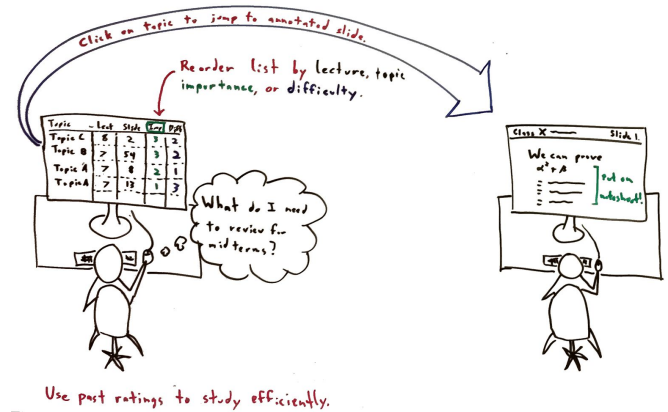 Click on topic to jump to annotated slide.
Reorder list by lecture, topic
importance, or difficulty.
Topic Lect Slide Imp Diff
Topic C 8 2 3 2
Topic B 7 54 3 2
Topic A 7 8 2 1
Topic A 7 13 1 3
What do I need
to review for
midterms?
Class X Slide 1.
We can prove
Put on
Use past ratings to study efficiently.